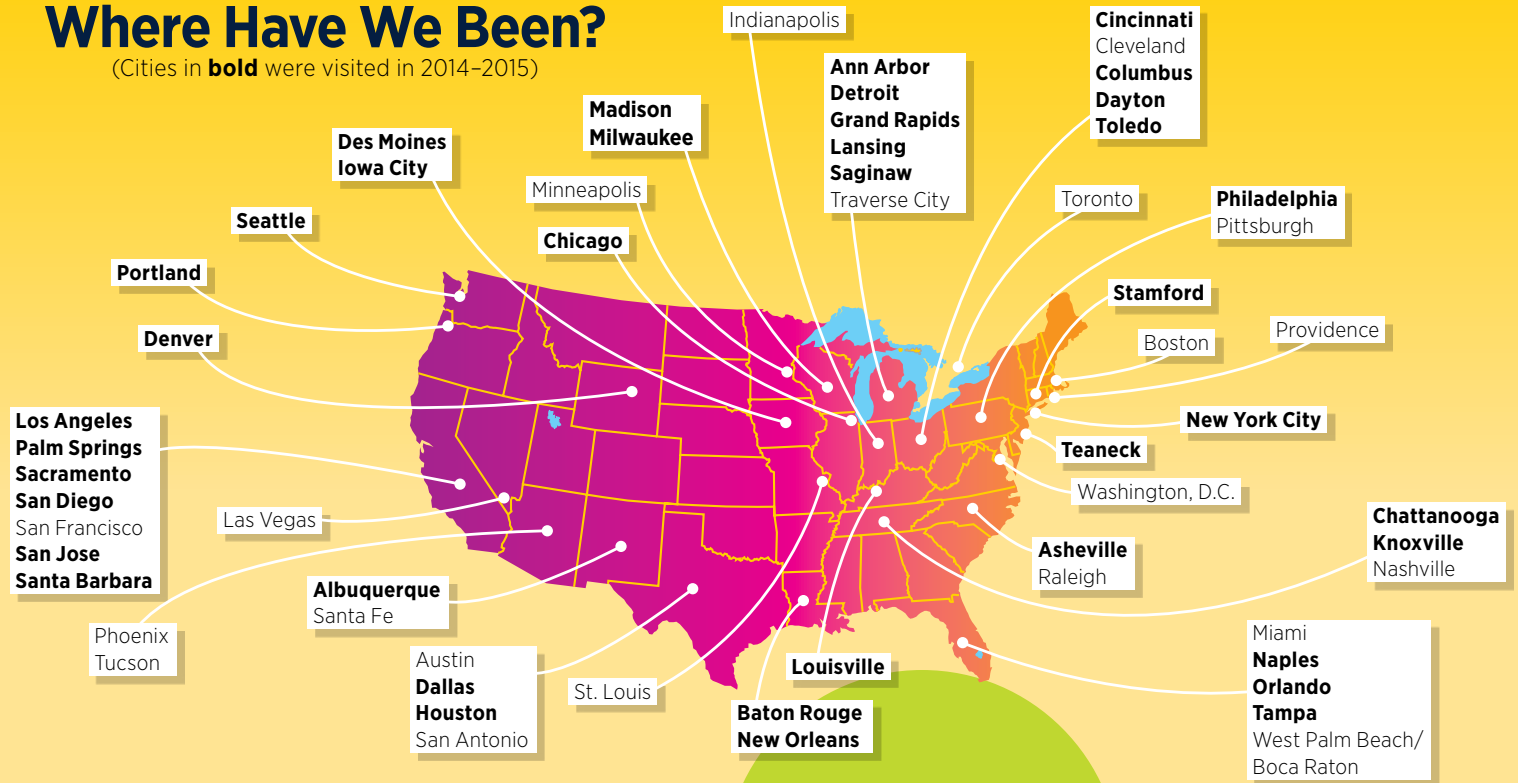 Where Have We Been?
(Cities in bold were visited in 2014–2015)
Indianapolis
Cincinnati
Cleveland
Columbus
Dayton
Toledo
Ann Arbor
Detroit
Grand Rapids
Lansing
Saginaw
Traverse City
Madison
Milwaukee
Des Moines
Iowa City
Minneapolis
Toronto
Philadelphia
Pittsburgh
Seattle
Chicago
Portland
Stamford
Denver
Boston
Providence
Los Angeles
Palm Springs
Sacramento
San Diego
San Francisco
San Jose
Santa Barbara
New York City
Teaneck
Washington, D.C.
Las Vegas
Chattanooga
Knoxville
Nashville
Asheville
Raleigh
Albuquerque
Santa Fe
Phoenix
Tucson
Austin
Dallas
Houston
San Antonio
St. Louis
Louisville
Baton Rouge
New Orleans
Miami
Naples
Orlando
Tampa
West Palm Beach/
Boca Raton